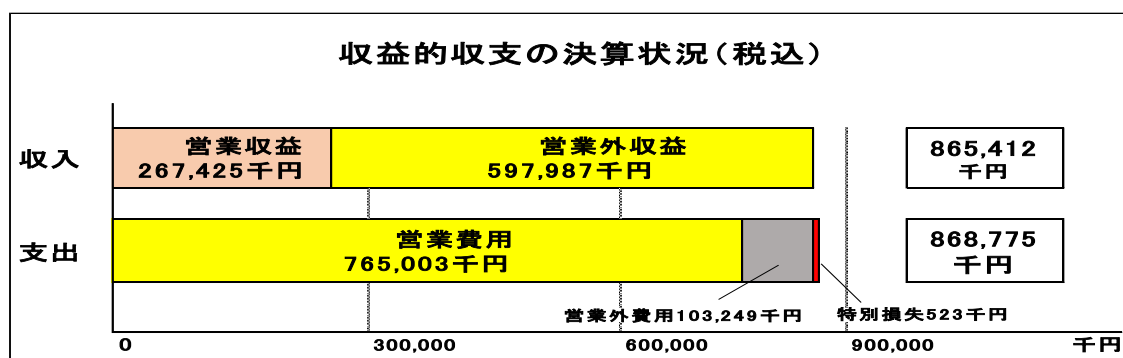 収益的収支の決算状況（税込）
収入
営業収益
267,425千円
営業外収益
597,987千円
865,412
千円
支出
営業費用
765,003千円
868,775
千円
営業外費用103,249千円
特別損失523千円
0
300,000
600,000
900,000
千円